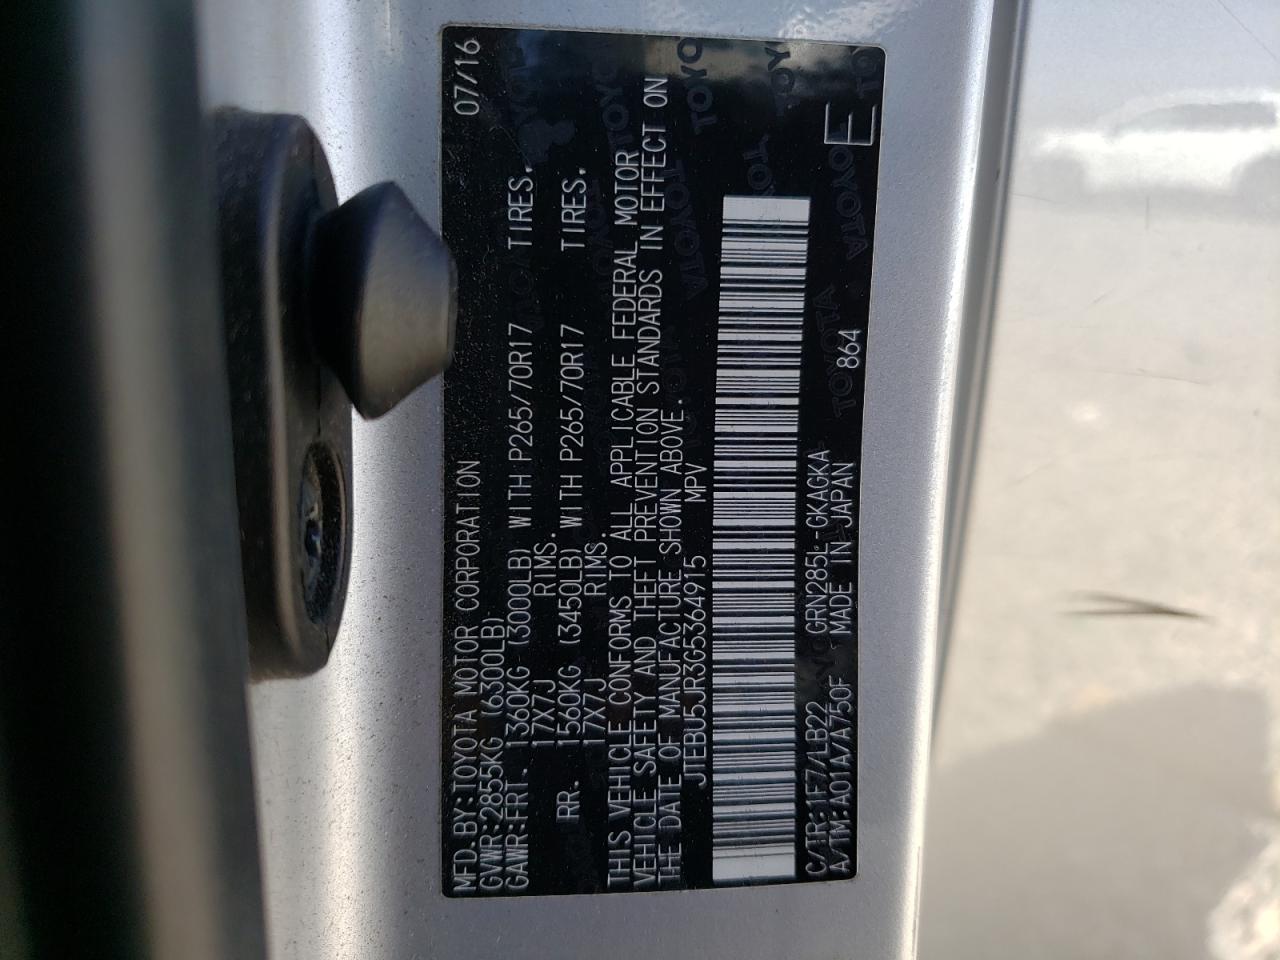 MFD.BY:TOYOTA MOTOR CORPORATION 07/16
GVWR:2855KG (6300LB)
GAWR:FRT. 1360KG (3000LB) WITH P265/70R17 TIRES.
17X7J RIMS.
RR. 1560KG (3450LB) WITH P265/70R17 TIRES.
17X7J RIMS.
THIS VEHICLE CONFORMS TO ALL APPLICABLE FEDERAL MOTOR
VEHICLE SAFETY AND THEFT PREVENTION STANDARDS IN EFFECT ON
THE DATE OF MANUFACTURE SHOWN ABOVE.
JTEBU5JR3G5364915 MPV
C/TR:1F7/LB22 GRN285L-GKAGKA
A/TM:A01A/A750F MADE IN JAPAN 864 E